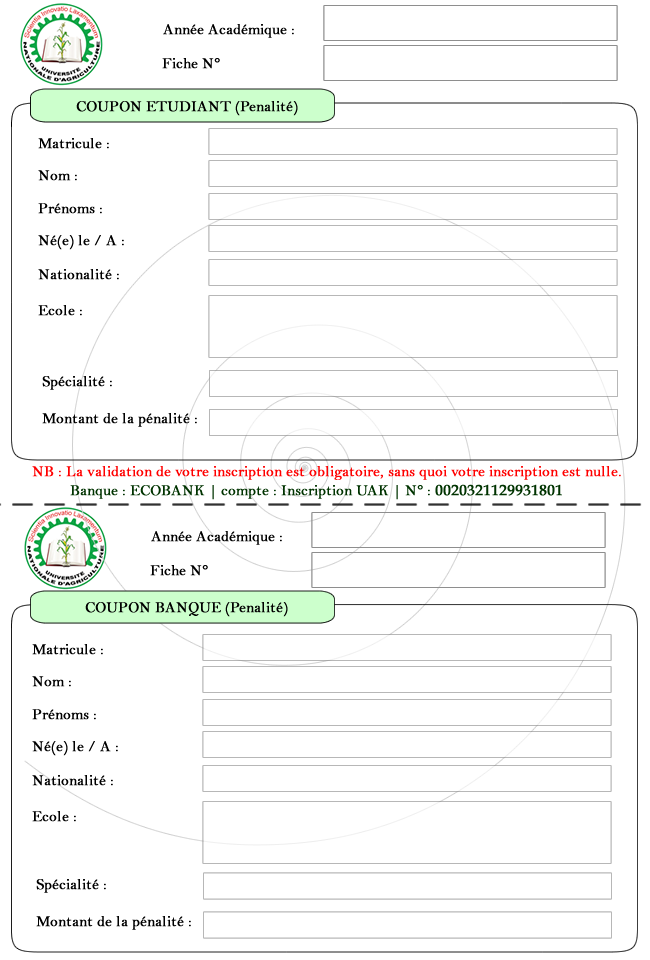 Scientia Innovatio Laxamentum
UNIVERSITE
NATIONALE D'AGRICULTURE
Année Académique :
Fiche N°
COUPON ETUDIANT (Penalité)
Matricule :
Nom :
Prénoms :
Né(e) le / A :
Nationalité :
Ecole :
Spécialité :
Montant de la pénalité :
NB : La validation de votre inscription est obligatoire, sans quoi votre inscription est nulle.
Banque : ECOBANK | compte : Inscription UAK | N° : 0020321129931801
Scientia Innovatio Laxamentum
UNIVERSITE
NATIONALE D'AGRICULTURE
Année Académique :
Fiche N°
COUPON BANQUE (Penalité)
Matricule :
Nom :
Prénoms :
Né(e) le / A :
Nationalité :
Ecole :
Spécialité :
Montant de la pénalité :